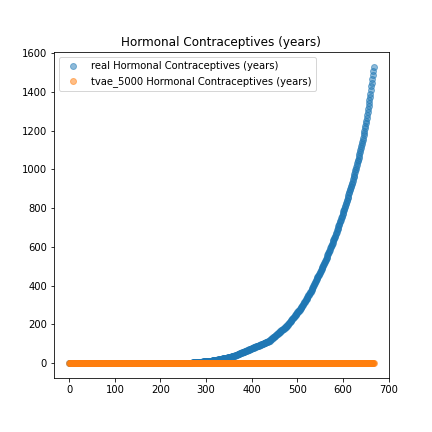 Hormonal Contraceptives (years)
real Hormonal Contraceptives (years)
tvae_5000 Hormonal Contraceptives (years)
1600
1400
1200
1000
800
600
400
200
0
0 100 200 300 400 500 600 700